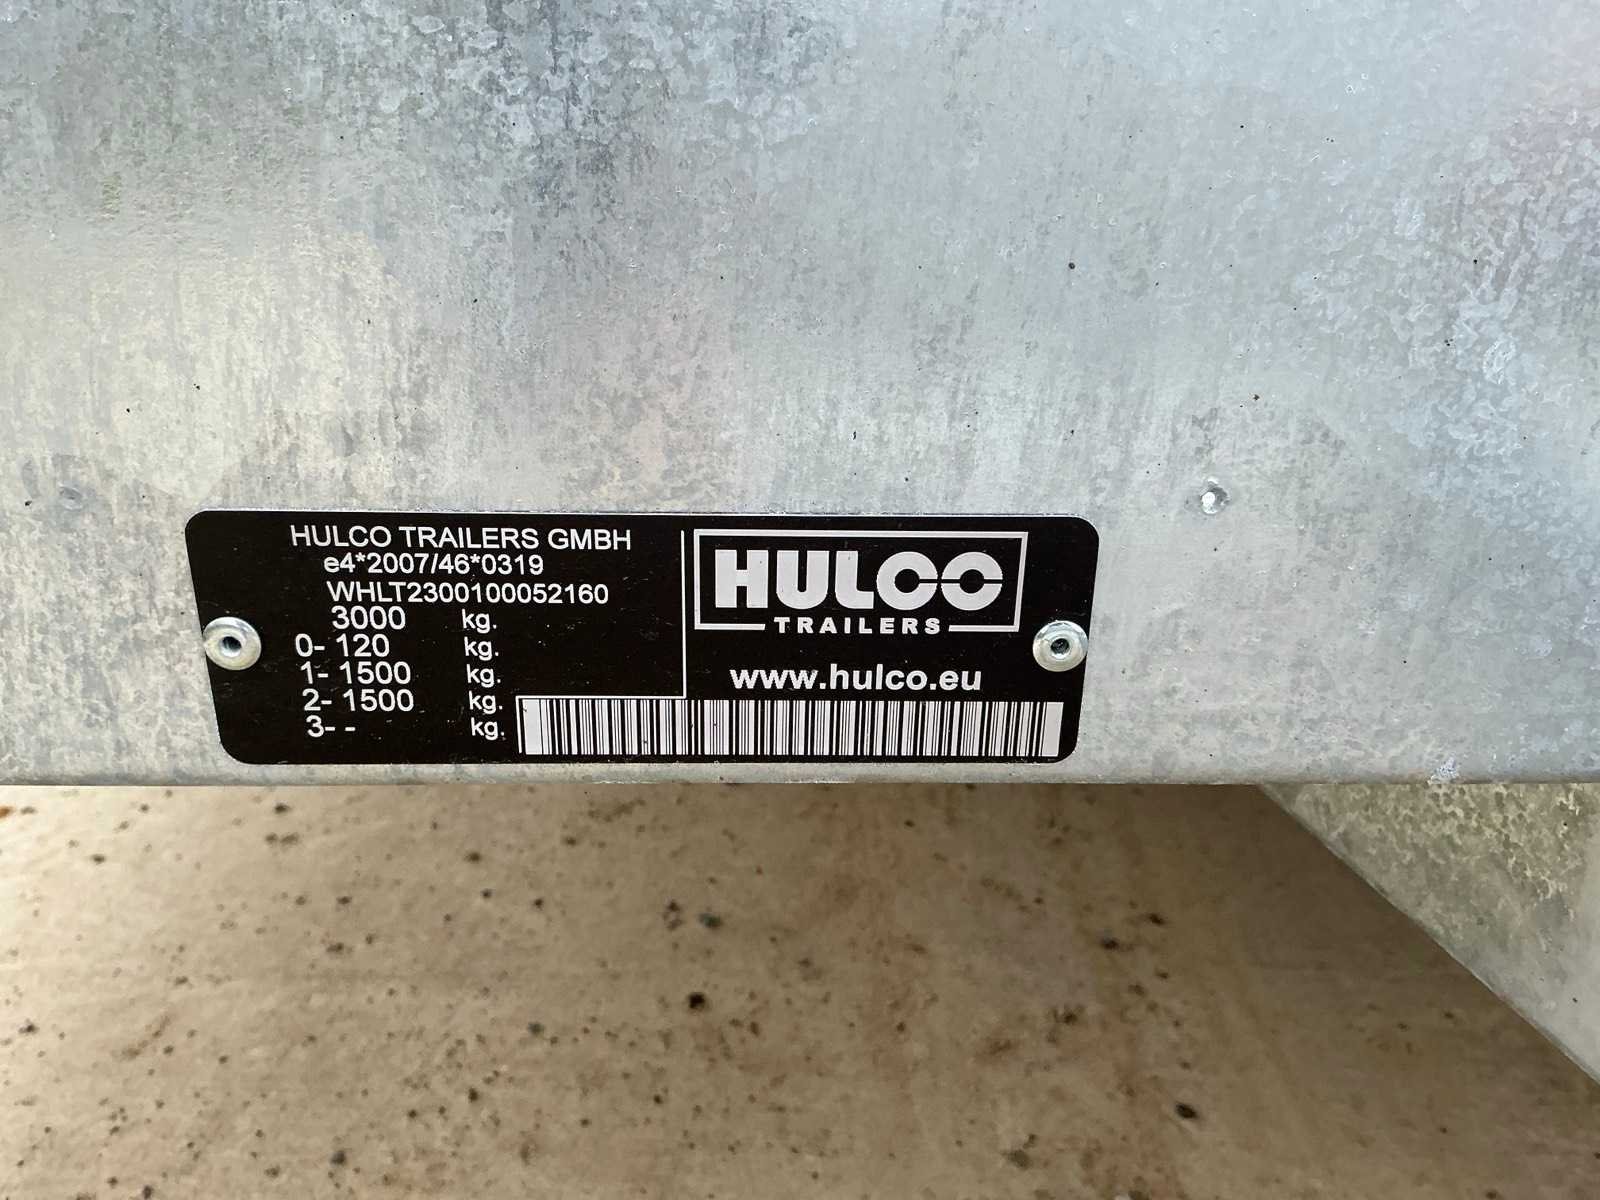 HULCO TRAILERS GMBH
e4*2007/46*0319
WHLT2300100052160
3000 kg.
0- 120 kg.
1- 1500 kg.
2- 1500 kg.
3- - kg.
HULCO
TRAILERS
www.hulco.eu